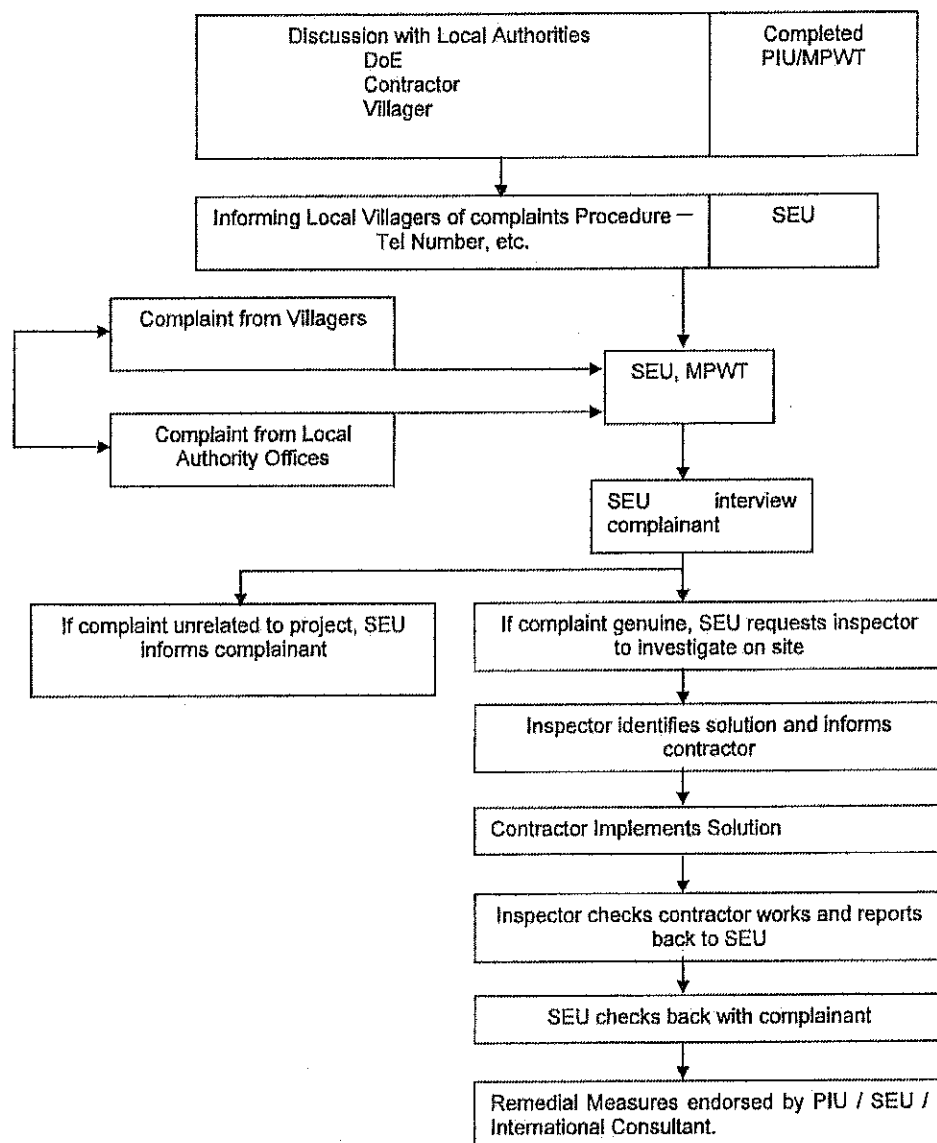 Discussion with Local Authorities
DoE
Contractor
Villager
Completed
PIU/MPWT
Informing Local Villagers of complaints Procedure –
Tel Number, etc.
SEU
Complaint from Villagers
SEU, MPWT
Complaint from Local
Authority Offices
SEU interview
complainant
If complaint unrelated to project, SEU
informs complainant
If complaint genuine, SEU requests inspector
to investigate on site
Inspector identifies solution and informs
contractor
Contractor Implements Solution
Inspector checks contractor works and reports
back to SEU
SEU checks back with complainant
Remedial Measures endorsed by PIU / SEU /
International Consultant.